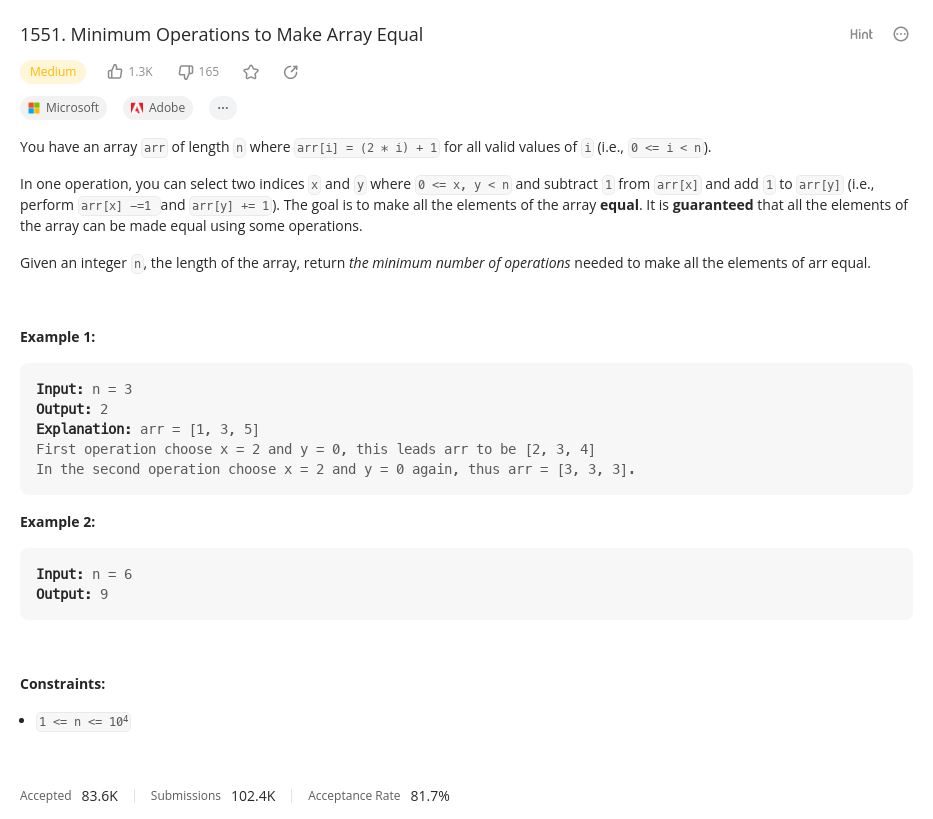 1551. Minimum Operations to Make Array Equal
Hint
Medium 1.3K 165
Microsoft Adobe ...
You have an array arr of length n where arr[i] = (2 * i) + 1 for all valid values of i (i.e., 0 <= i < n).
In one operation, you can select two indices x and y where 0 <= x, y < n and subtract 1 from arr[x] and add 1 to arr[y] (i.e.,
perform arr[x] -=1 and arr[y] += 1). The goal is to make all the elements of the array equal. It is guaranteed that all the elements of
the array can be made equal using some operations.
Given an integer n, the length of the array, return the minimum number of operations needed to make all the elements of arr equal.
Example 1:
Input: n = 3
Output: 2
Explanation: arr = [1, 3, 5]
First operation choose x = 2 and y = 0, this leads arr to be [2, 3, 4]
In the second operation choose x = 2 and y = 0 again, thus arr = [3, 3, 3].
Example 2:
Input: n = 6
Output: 9
Constraints:
• 1 <= n <= 10⁴
Accepted 83.6K Submissions 102.4K Acceptance Rate 81.7%